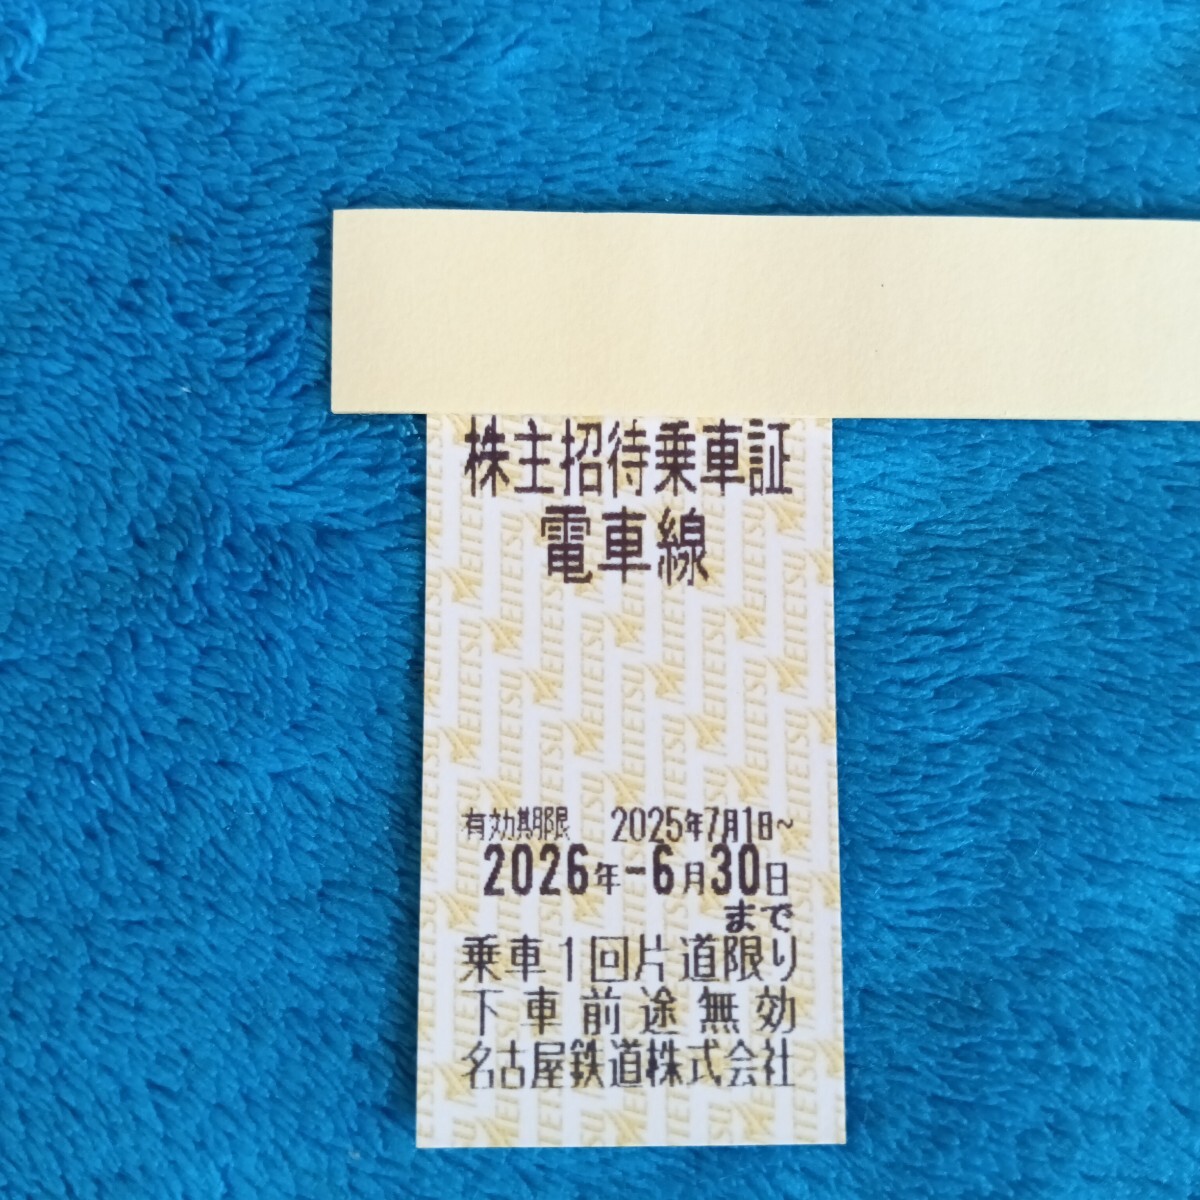 株主招待乗車証
電車線
有効期限 2025年7月1日~
2026年-6月30日
まで
乗車1回片道限り
下車前途無効
名古屋鉄道株式会社
MEITETSU